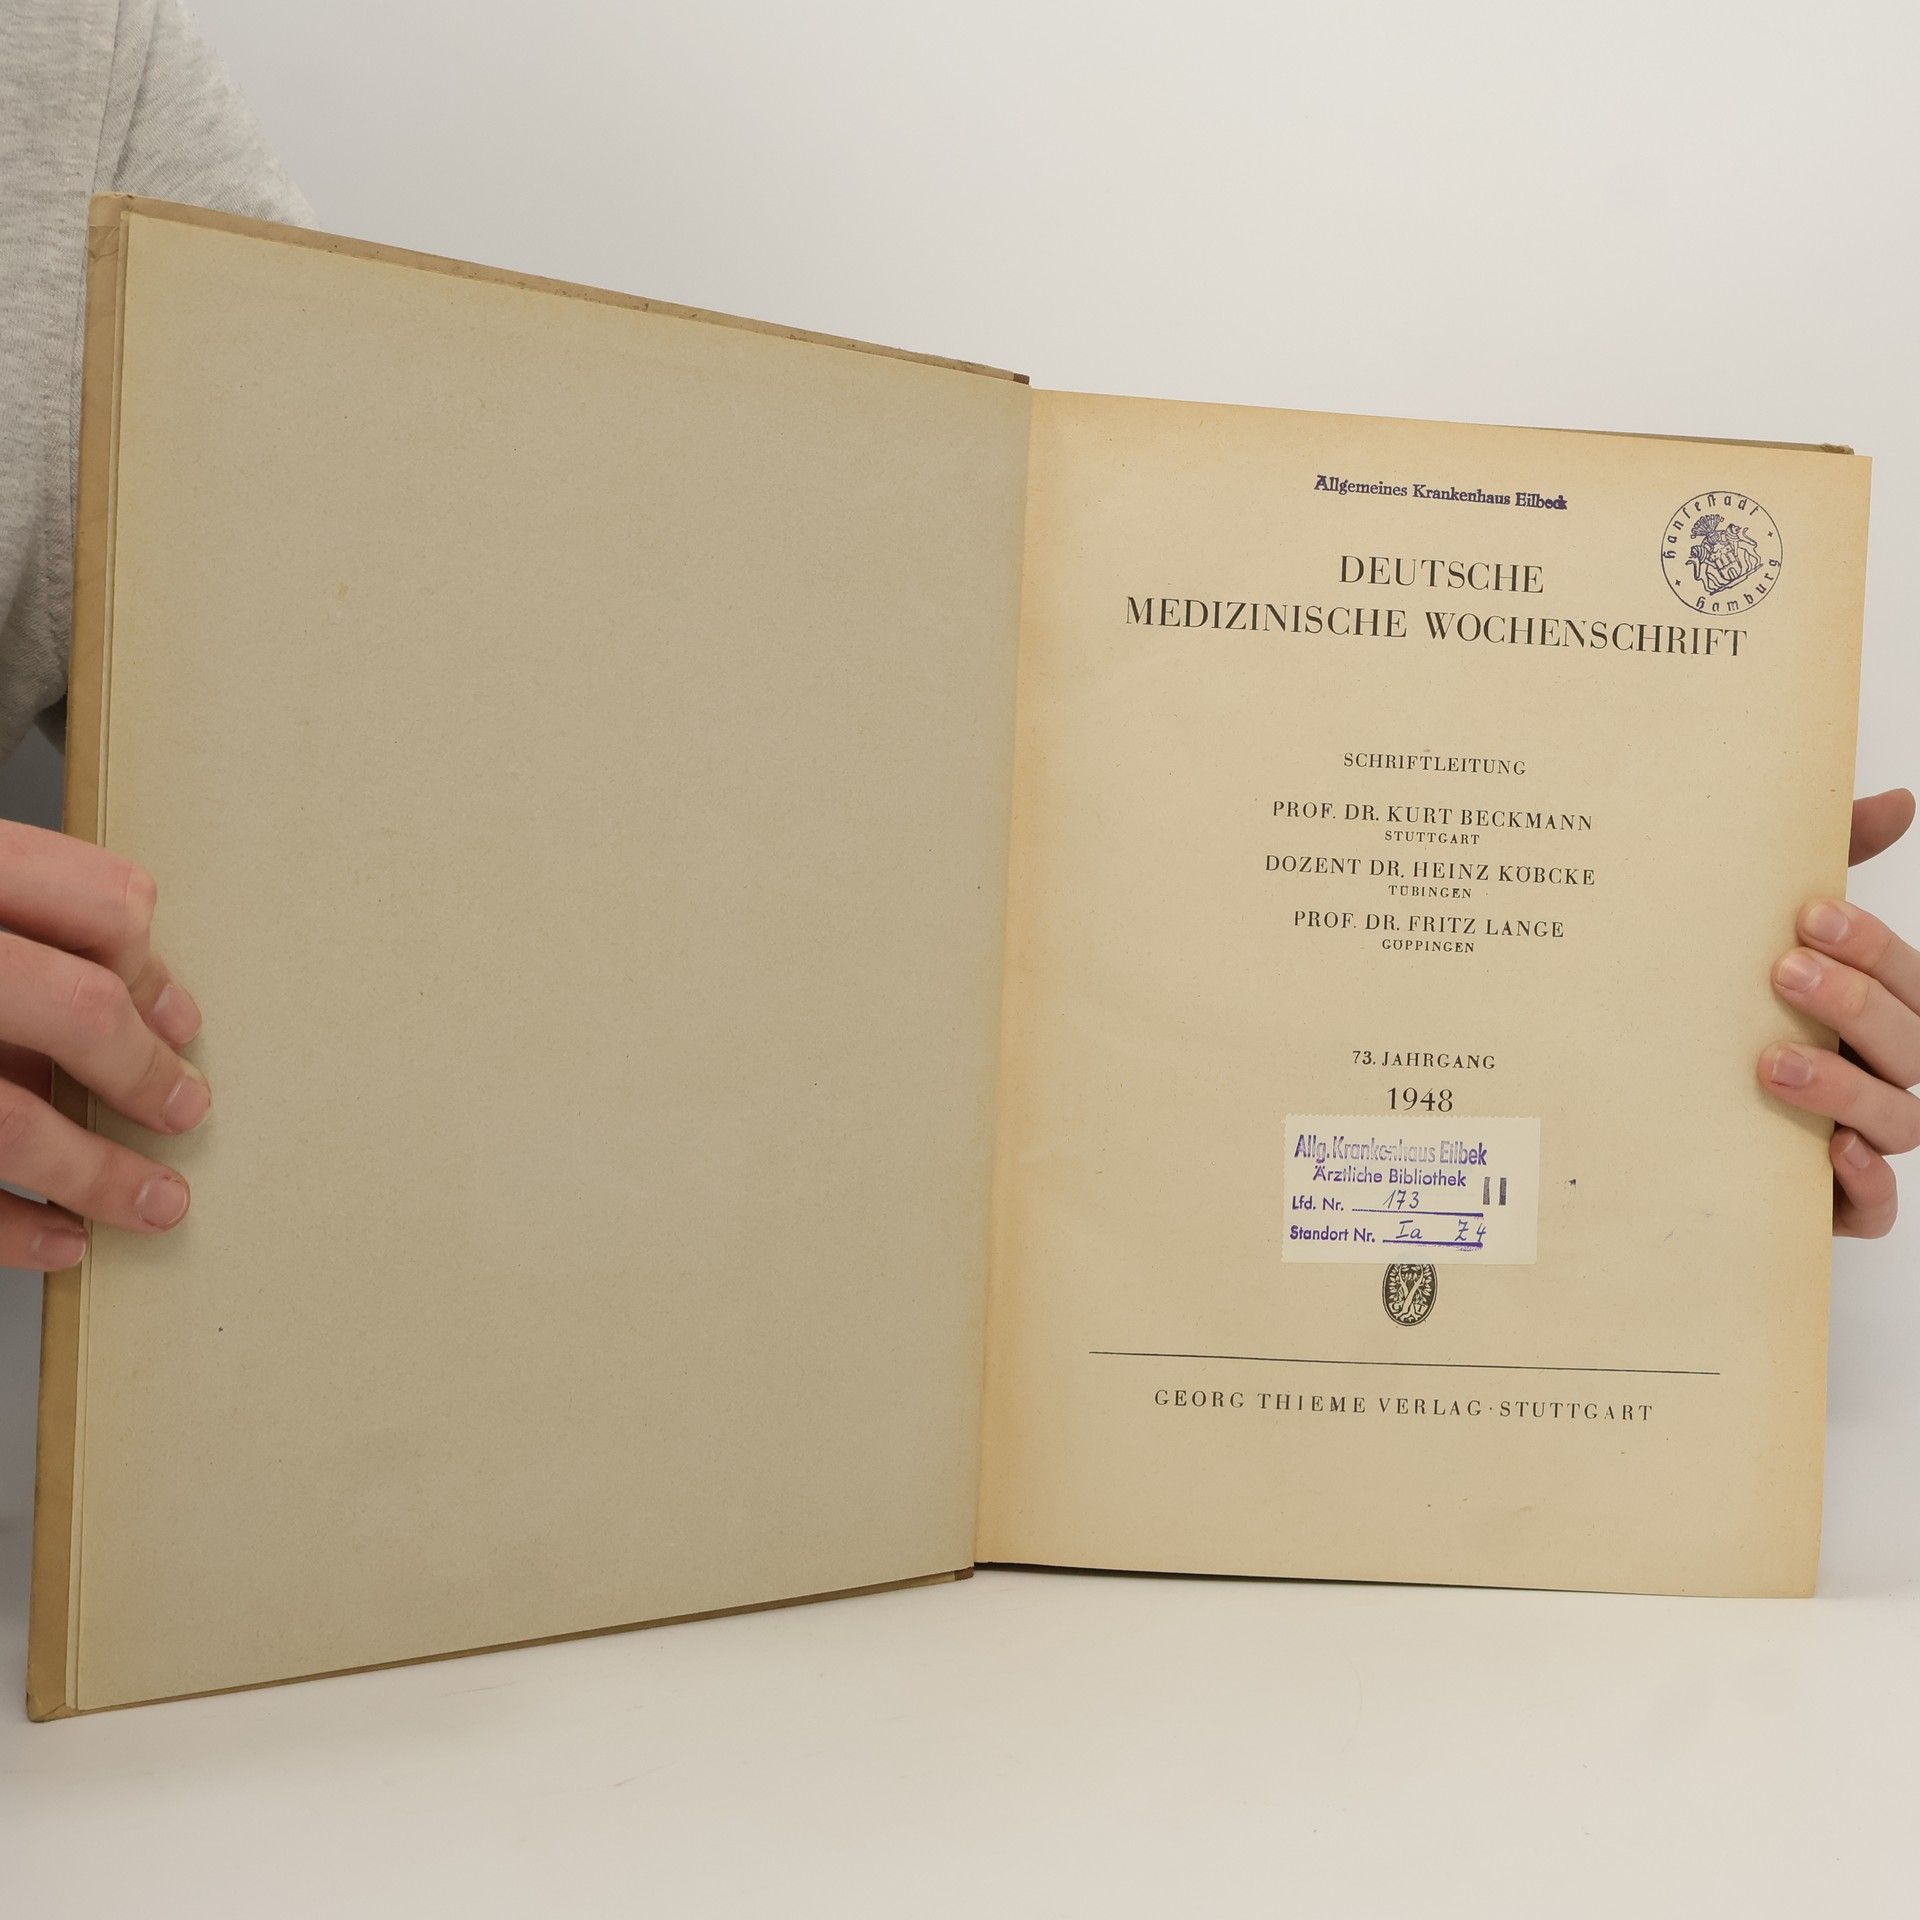 Allgemeines Krankenhaus Eilbeck
Hansestadt
Hamburg
DEUTSCHE
MEDIZINISCHE WOCHENSCHRIFT
SCHRIFTLEITUNG
PROF. DR. KURT BECKMANN
STUTTGART
DOZENT DR. HEINZ KÖBCKE
TÜBINGEN
PROF. DR. FRITZ LANGE
GÖPPINGEN
73. JAHRGANG
1948
Allg. Krankenhaus Eilbek
Ärztliche Bibliothek
II
Lfd. Nr. 173
Standort Nr. Ia Z 4
G T
GEORG THIEME VERLAG · STUTTGART